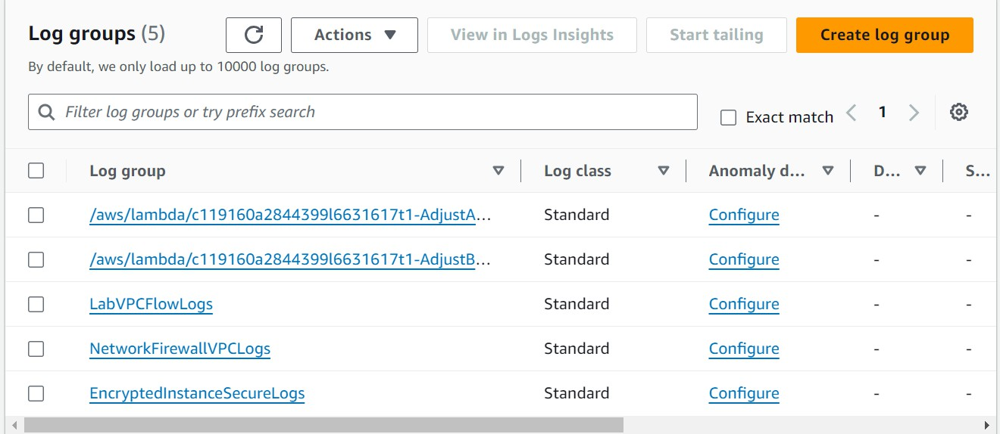 Log groups (5)
Actions
View in Logs Insights
Start tailing
Create log group
By default, we only load up to 10000 log groups.
Filter log groups or try prefix search
Exact match
1
Log group
Log class
Anomaly d...
D...
S...
/aws/lambda/c119160a2844399l6631617t1-AdjustA... Standard Configure - -
/aws/lambda/c119160a2844399l6631617t1-AdjustB... Standard Configure - -
LabVPCFlowLogs Standard Configure - -
NetworkFirewallVPCLogs Standard Configure - -
EncryptedInstanceSecureLogs Standard Configure - -